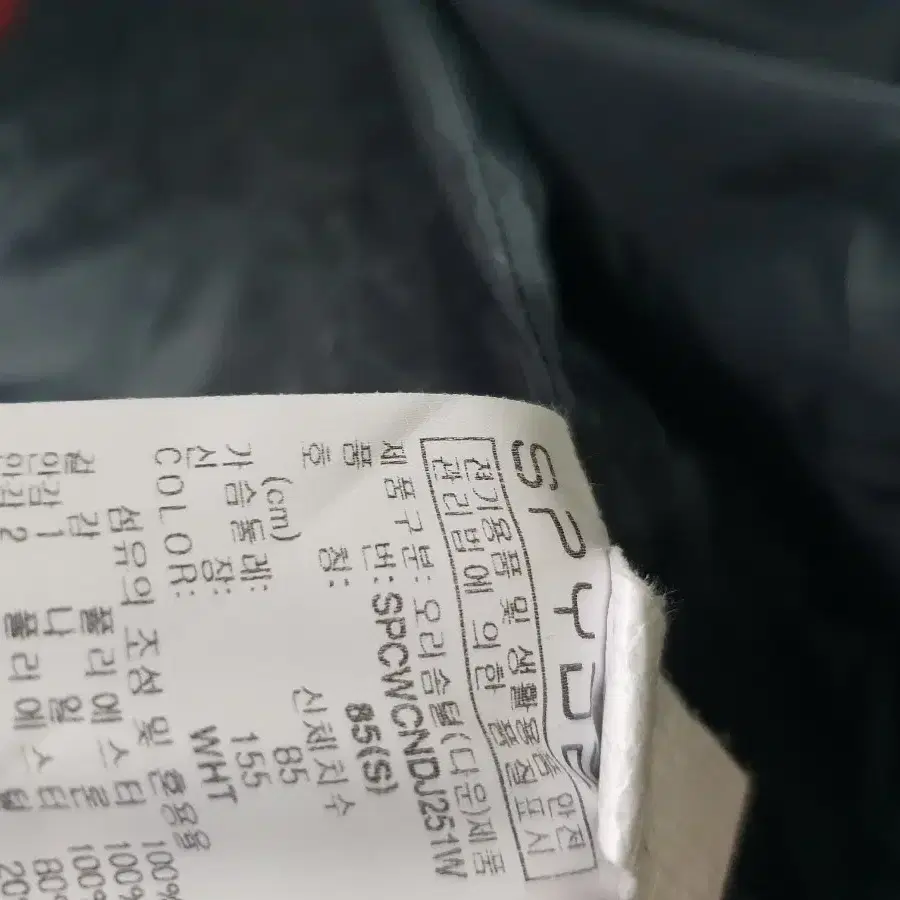 SPYDE
전기용품 및 생활용품 안전
관리법에 의한 품질표시
제품구분: 오리솜털(다운)제품
품 번: SPCWCNDJ251W
호 칭: 85(S)
(cm) 신체치수
가슴둘레: 85
신 장: 155
COLOR: WHT
섬유의 조성 및 혼용율
겉감 폴리에스터 100%
안감1 나일론 100%
안감2 폴리에스터 100%
80%
20